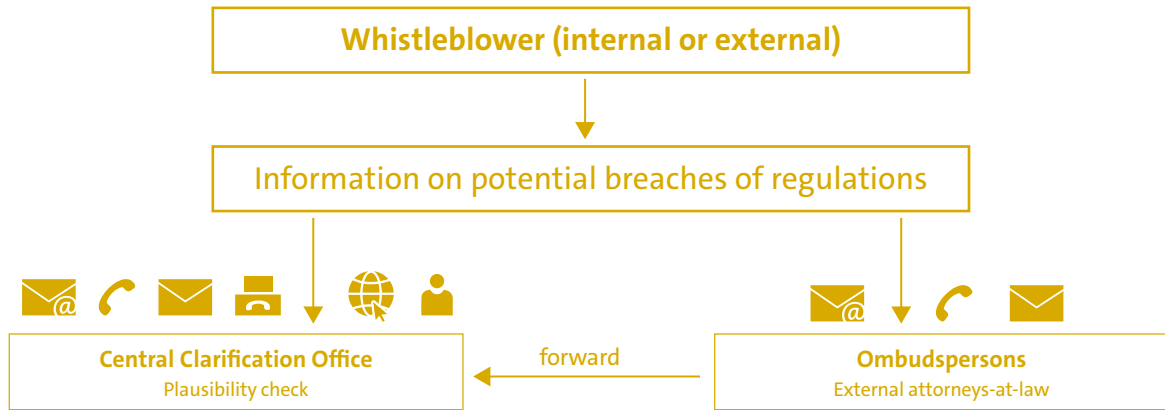 Whistleblower (internal or external)
Information on potential breaches of regulations
@
@
Central Clarification Office
Plausibility check
forward
Ombudspersons
External attorneys-at-law